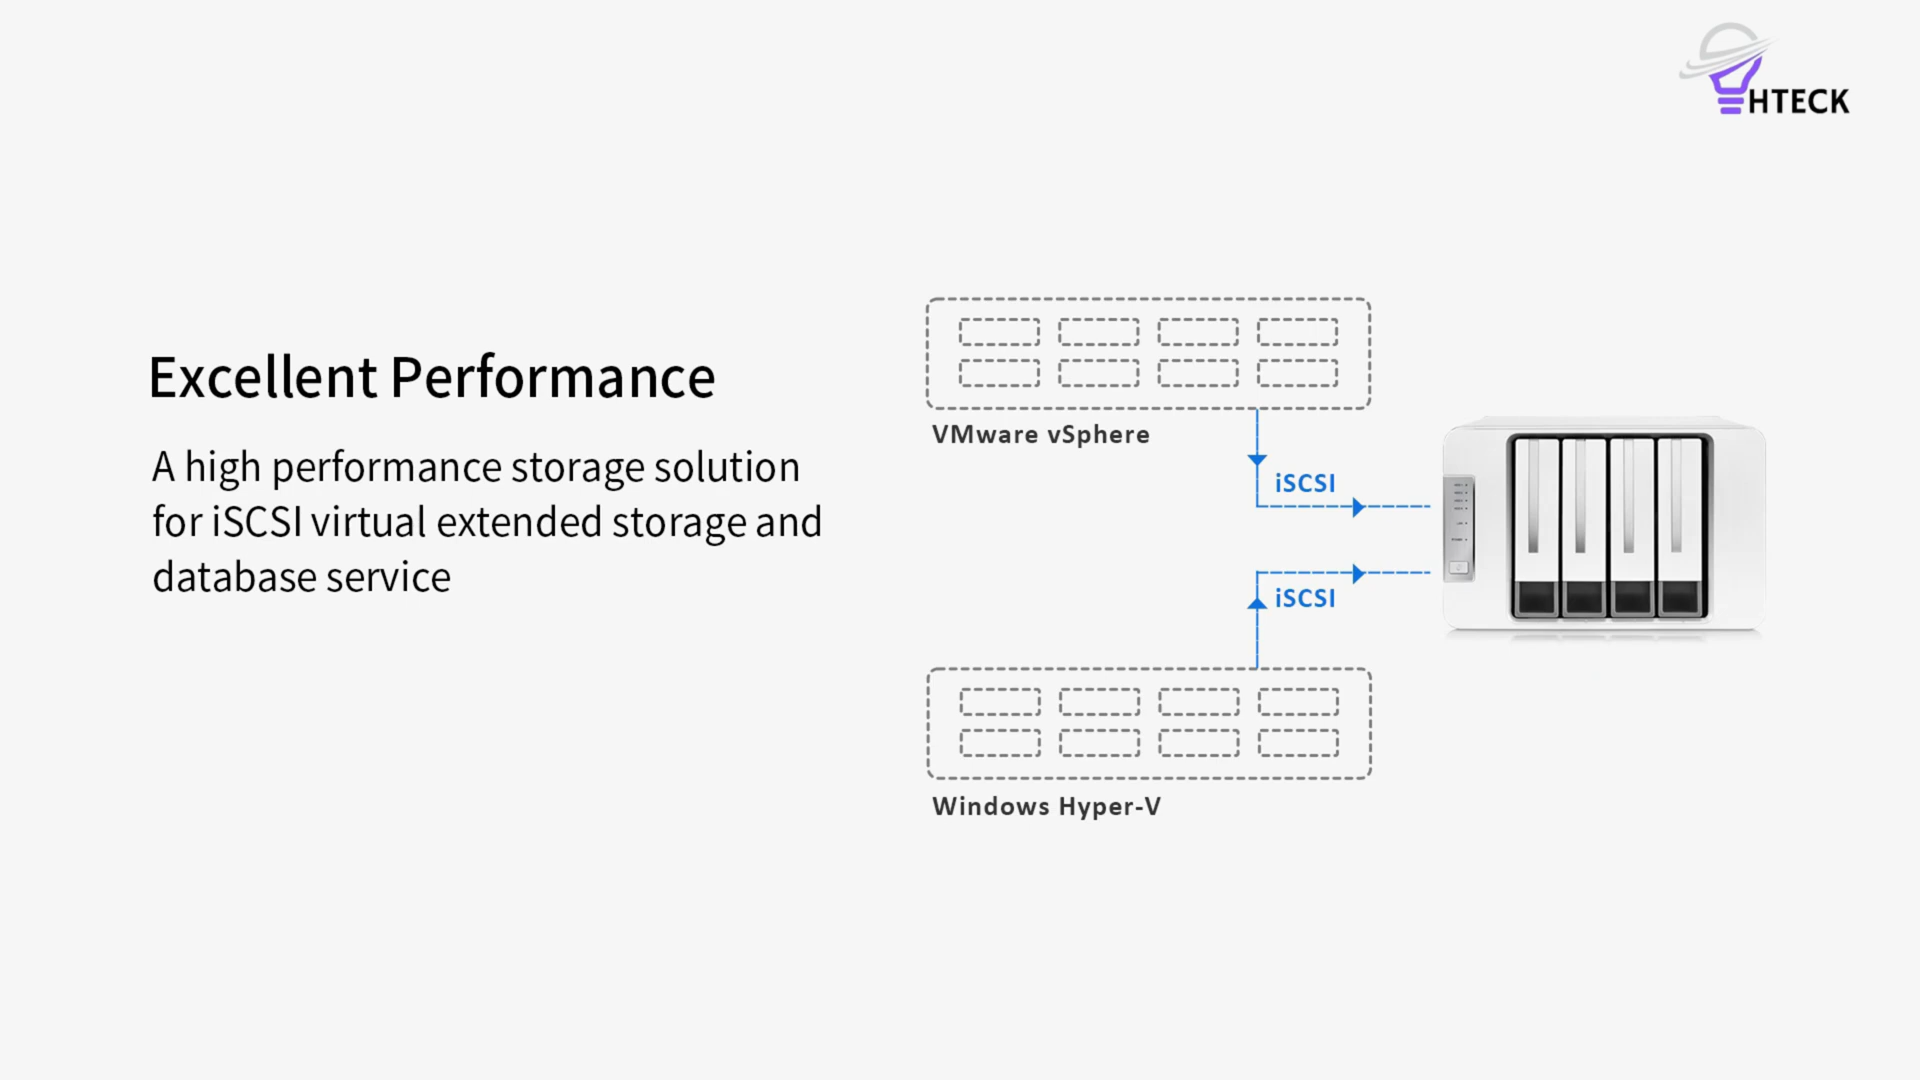 HTECK
Excellent Performance
A high performance storage solution
for iSCSI virtual extended storage and
database service
VMware vSphere
iSCSI
iSCSI
Windows Hyper-V